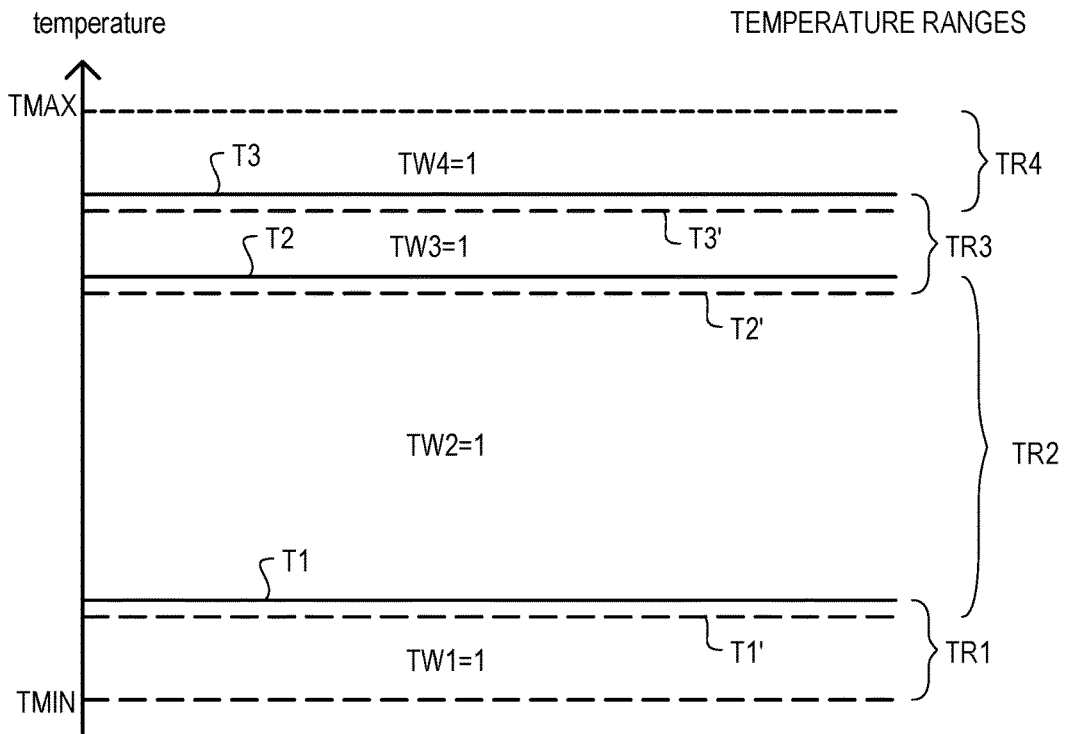 temperature
TEMPERATURE RANGES
TMAX
T3
TW4=1
TR4
T2
TW3=1
T3'
TR3
T2'
TW2=1
TR2
T1
TW1=1
T1'
TR1
TMIN